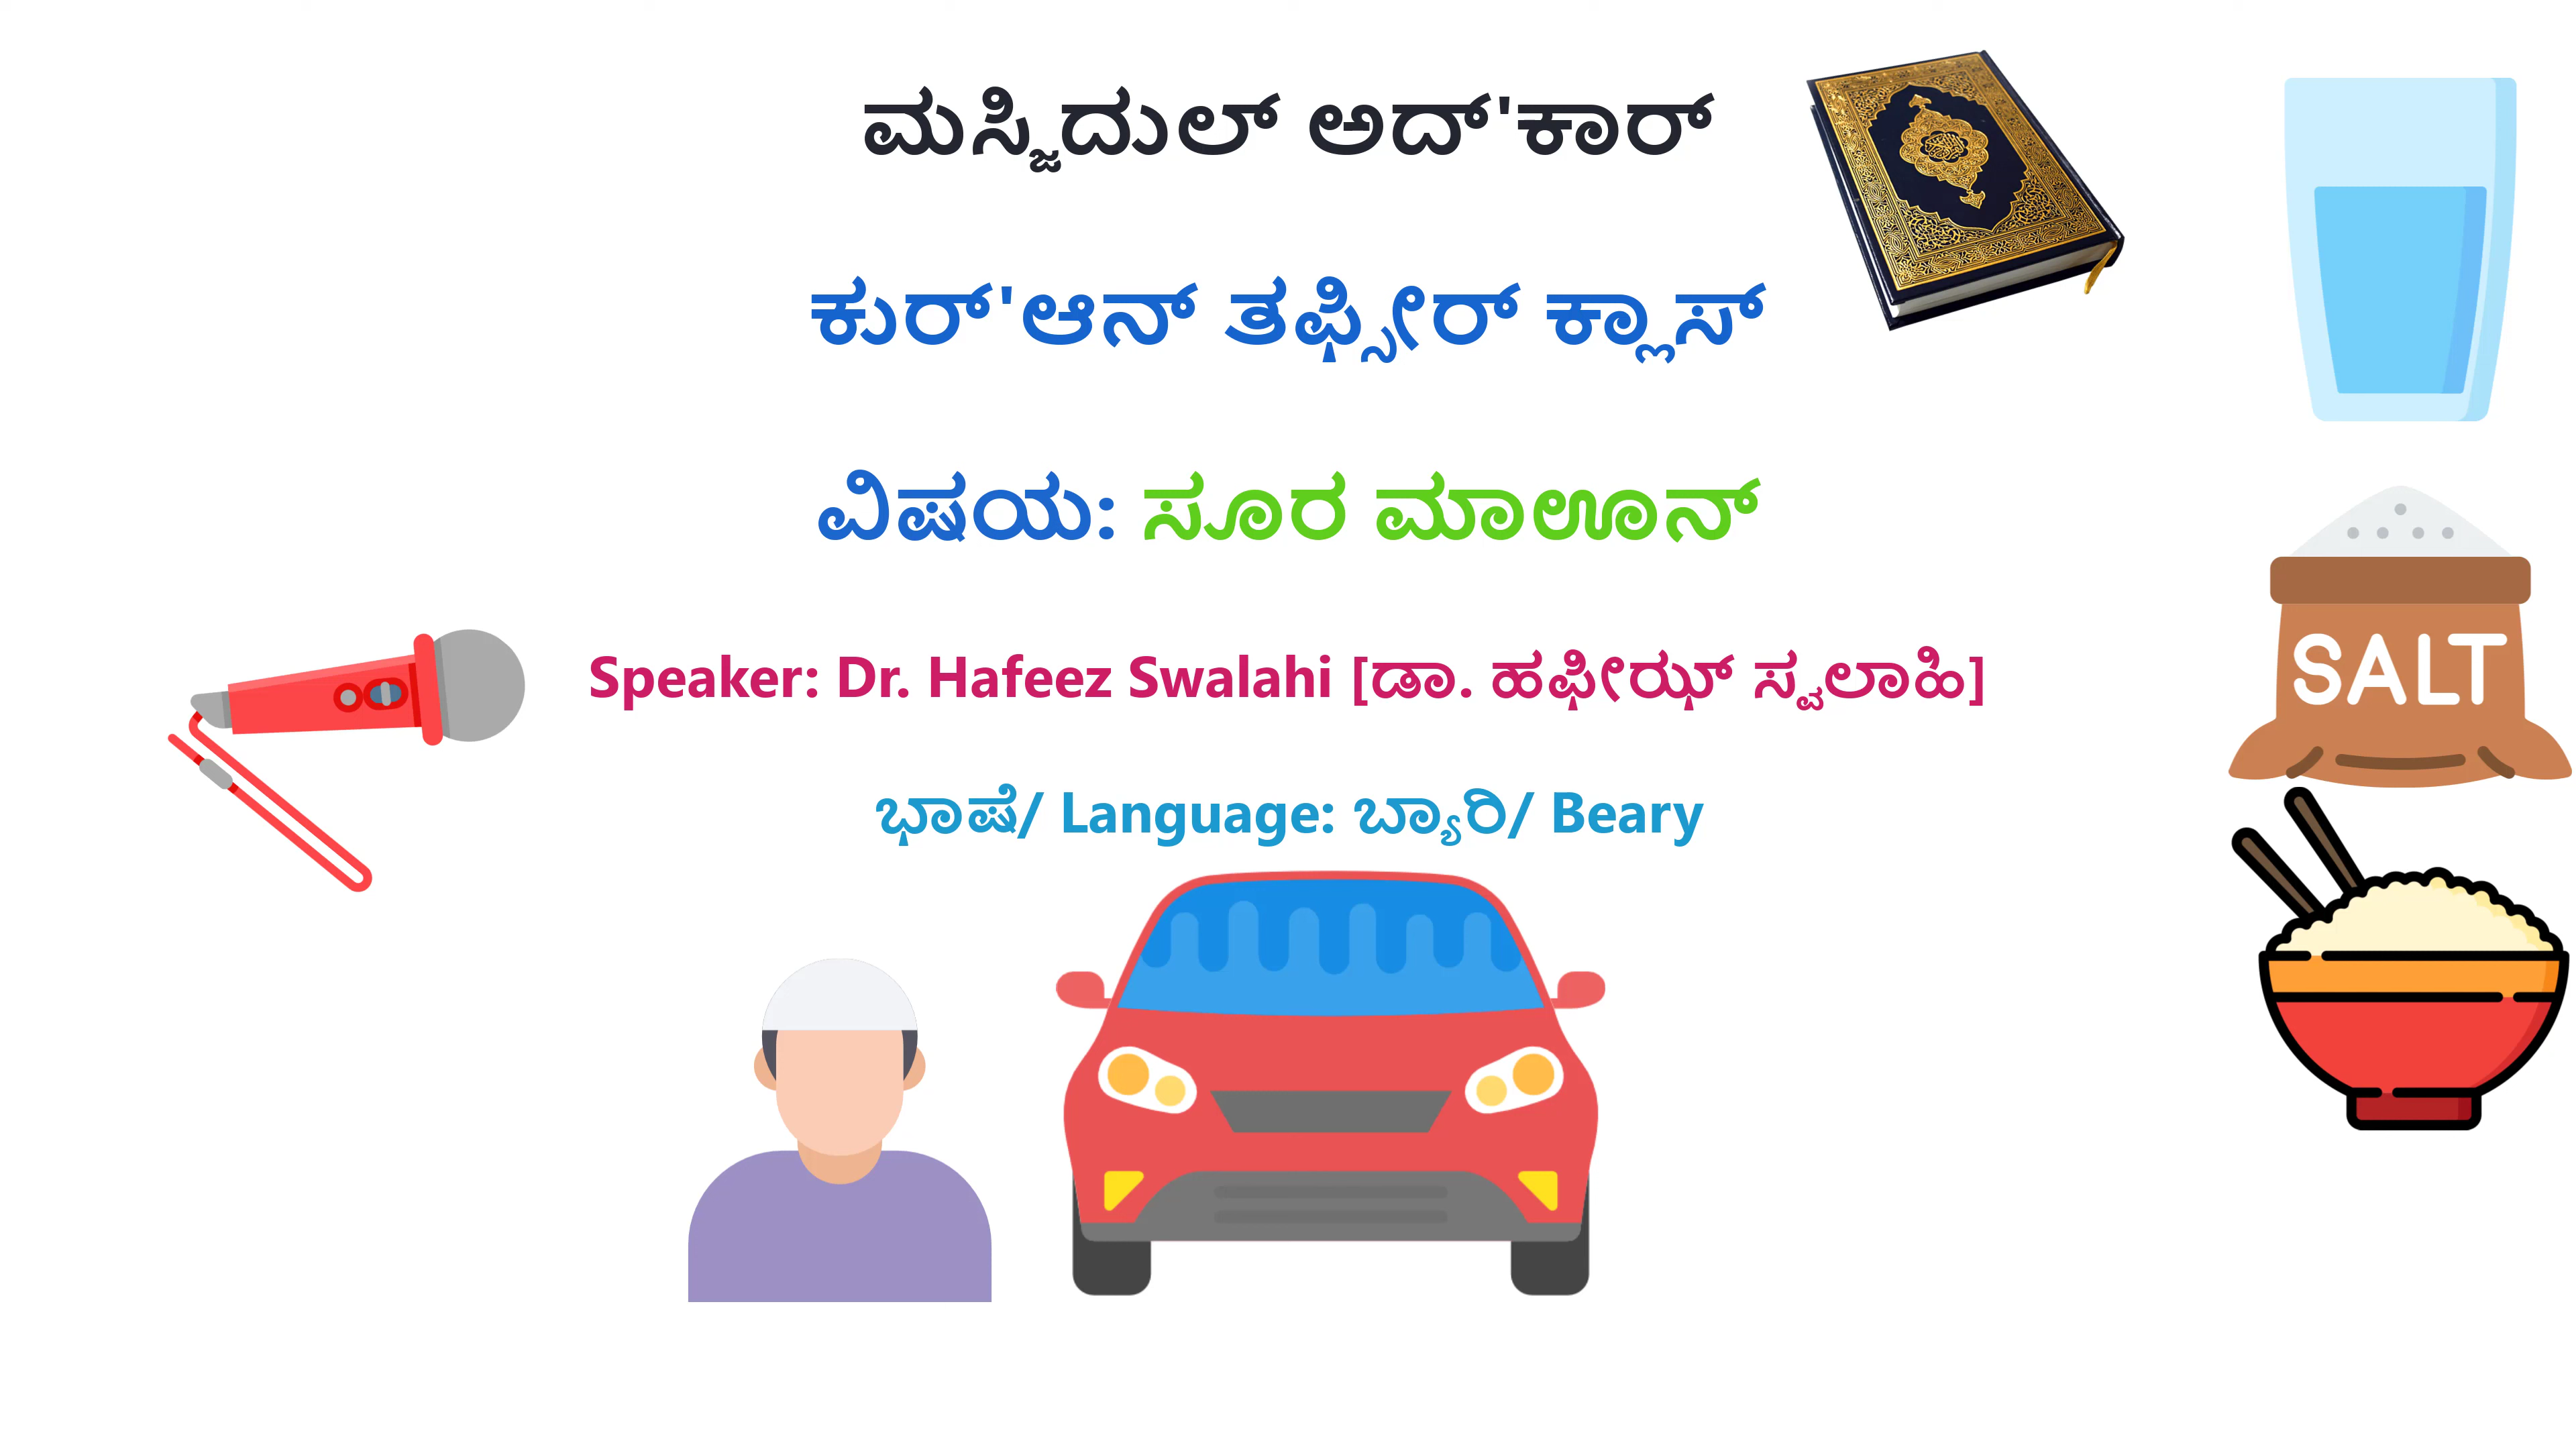 ಮಸ್ಜಿದುಲ್ ಅದ್'ಕಾರ್
ಕುರ್'ಆನ್ ತಫ್ಸೀರ್ ಕ್ಲಾಸ್
ವಿಷಯ: ಸೂರ ಮಾಊನ್
Speaker: Dr. Hafeez Swalahi [ಡಾ. ಹಫೀಝ್ ಸ್ವಲಾಹಿ]
ಭಾಷೆ/ Language: ಬ್ಯಾರಿ/ Beary
SALT